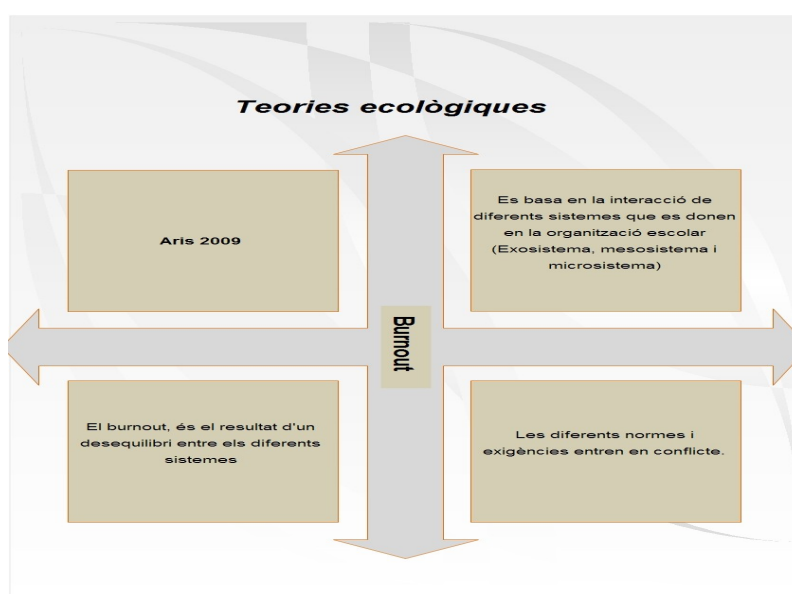 Teories ecològiques
Aris 2009
Es basa en la interacció de
diferents sistemes que es donen
en la organització escolar
(Exosistema, mesosistema i
microsistema)
Burnout
El burnout, és el resultat d'un
desequilibri entre els diferents
sistemes
Les diferents normes i
exigències entren en conflicte.